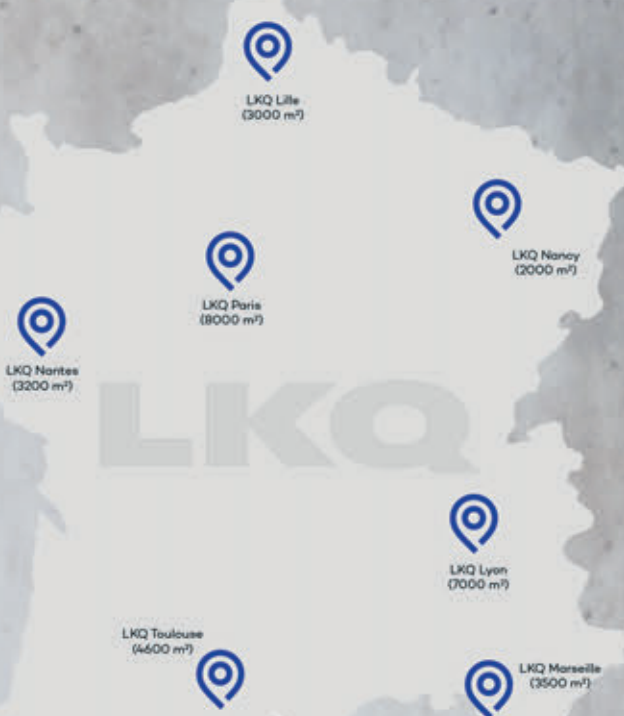 LKQ Lille
(3000 m²)
LKQ Nancy
(2000 m²)
LKQ Paris
(8000 m²)
LKQ Nantes
(3200 m²)
LKQ
LKQ Lyon
(7000 m²)
LKQ Toulouse
(4600 m²)
LKQ Marseille
(3500 m²)